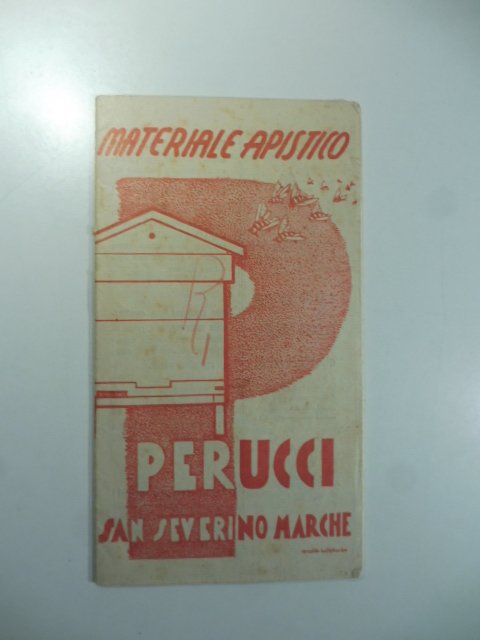 MATERIALE APISTICO
P
PERUCCI
SAN SEVERINO MARCHE